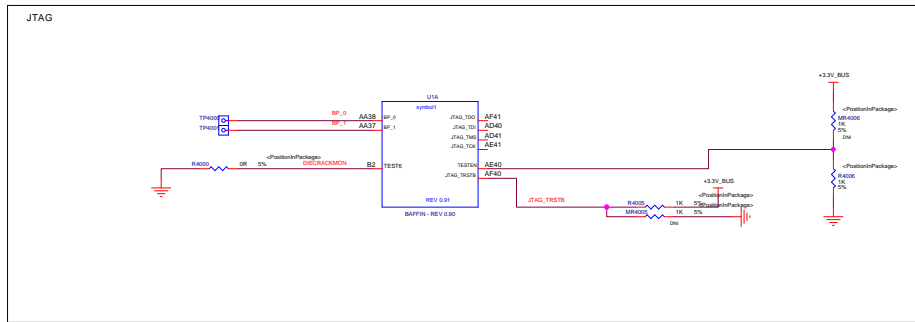 JTAG
+3.3V_BUS
U1A
symbol1
<PositionInPackage>
MR4006
1K
5%
DNI
TP400
BP_0
AA38
BP_0
JTAG_TDO
AF41
TP400
BP_1
AA37
BP_1
JTAG_TDI
AD40
JTAG_TMS
AD41
JTAG_TCK
AE41
<PositionInPackage>
R4000
0R
5%
DIECRACKMON
B2
TEST6
TESTEN
AE40
JTAG_TRSTB
AF40
<PositionInPackage>
R4006
1K
5%
+3.3V_BUS
<PositionInPackage>
JTAG_TRSTB
R4005
1K
5%
<PositionInPackage>
MR4005
1K
5%
DNI
REV 0.91
BAFFIN - REV 0.90